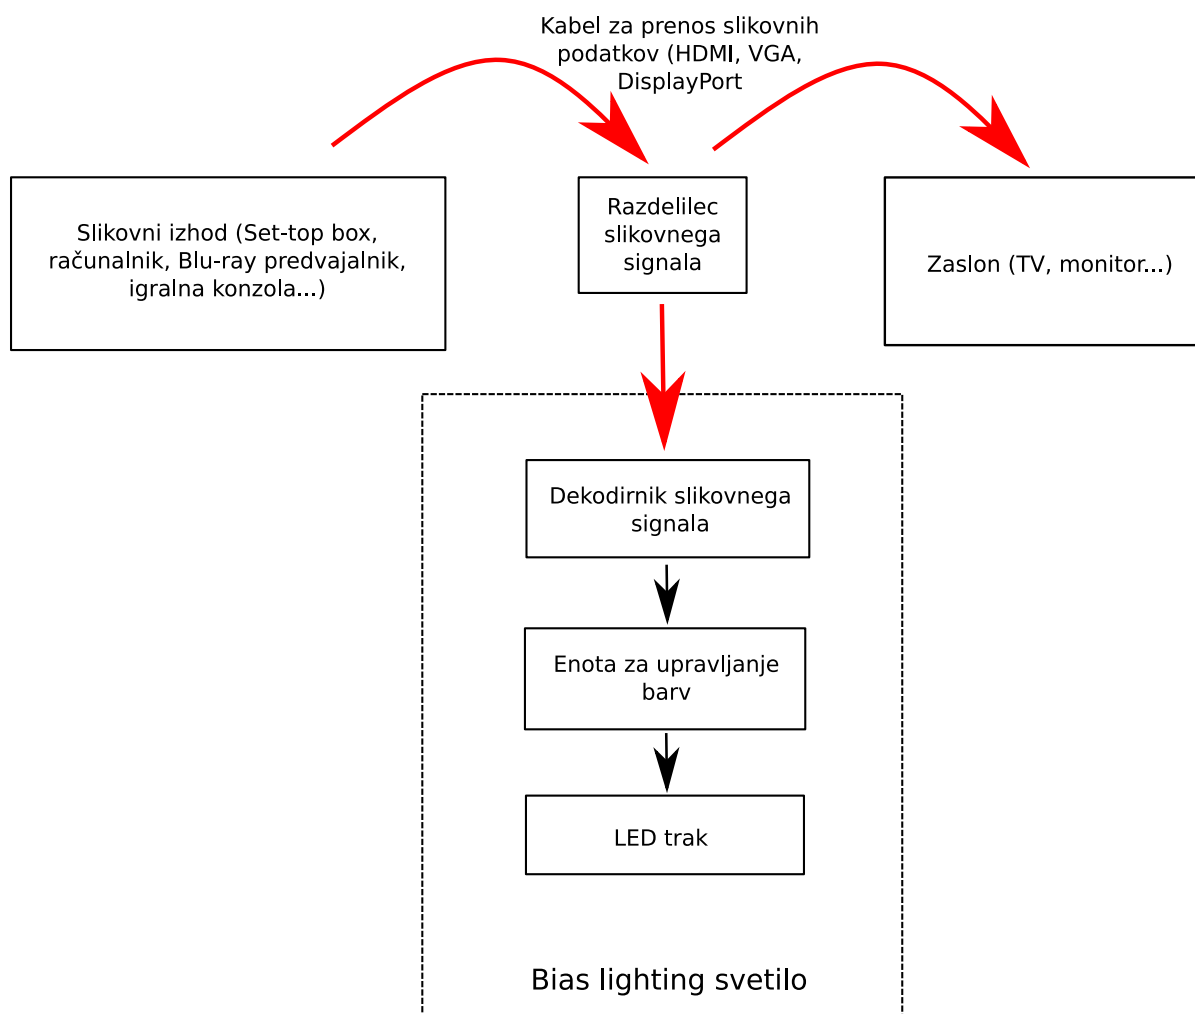 Kabel za prenos slikovnih
podatkov (HDMI, VGA,
DisplayPort
Slikovni izhod (Set-top box,
računalnik, Blu-ray predvajalnik,
igralna konzola...)
Razdelilec
slikovnega
signala
Zaslon (TV, monitor...)
Dekodirnik slikovnega
signala
Enota za upravljanje
barv
LED trak
Bias lighting svetilo